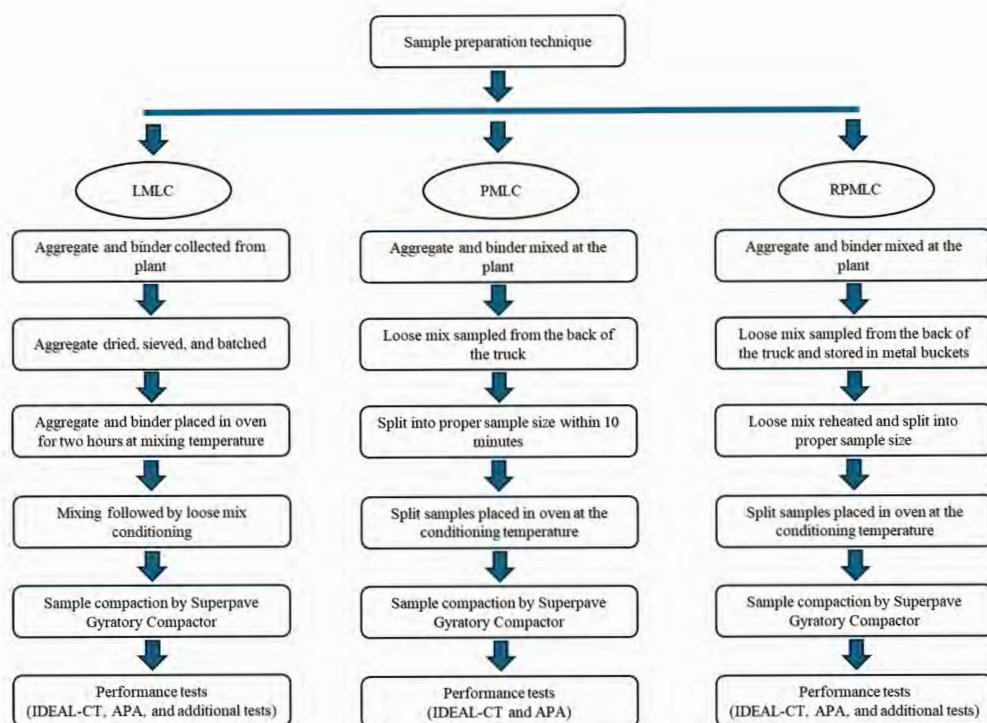 Sample preparation technique
LMLC
Aggregate and binder collected from
plant
Aggregate dried, sieved, and batched
Aggregate and binder placed in oven
for two hours at mixing temperature
Mixing followed by loose mix
conditioning
Sample compaction by Superpave
Gyratory Compactor
Performance tests
(IDEAL-CT, APA, and additional tests)
PMLC
Aggregate and binder mixed at the
plant
Loose mix sampled from the back of
the truck
Split into proper sample size within 10
minutes
Split samples placed in oven at the
conditioning temperature
Sample compaction by Superpave
Gyratory Compactor
Performance tests
(IDEAL-CT and APA)
RPMLC
Aggregate and binder mixed at the
plant
Loose mix sampled from the back of
the truck and stored in metal buckets
Loose mix reheated and split into
proper sample size
Split samples placed in oven at the
conditioning temperature
Sample compaction by Superpave
Gyratory Compactor
Performance tests
(IDEAL-CT, APA, and additional tests)